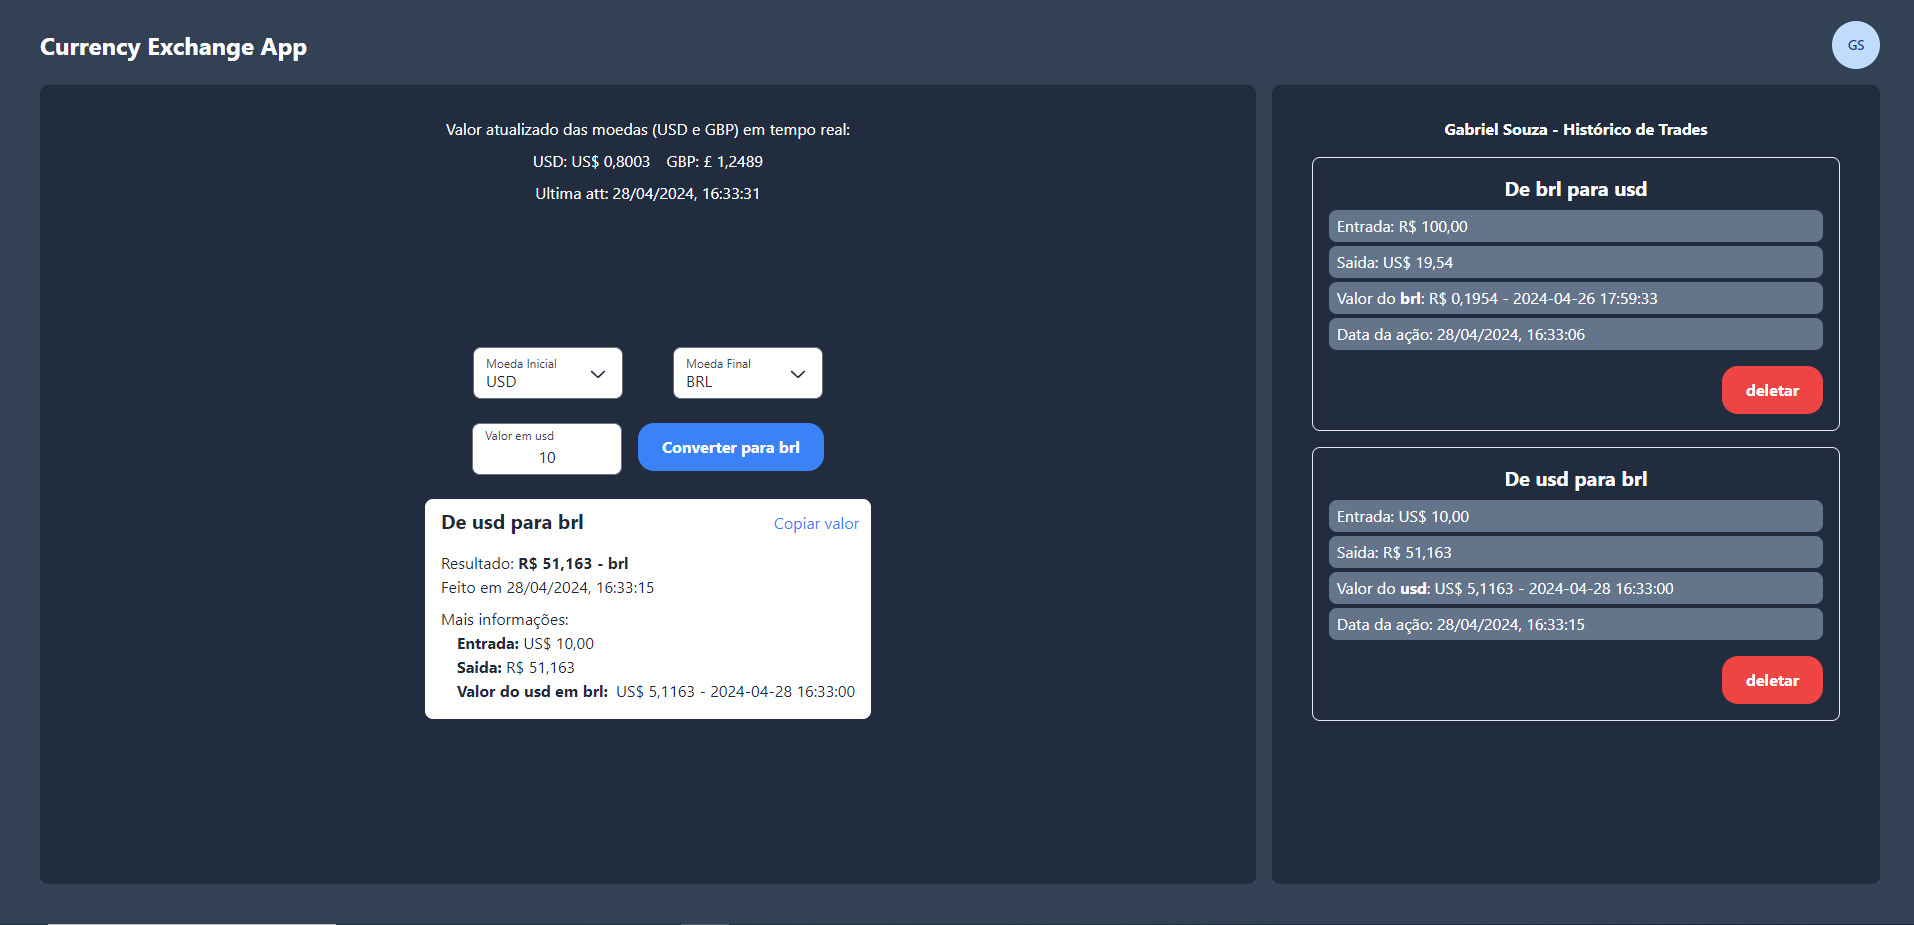 Currency Exchange App
GS
Valor atualizado das moedas (USD e GBP) em tempo real:
USD: US$ 0,8003 GBP: £ 1,2489
Ultima att: 28/04/2024, 16:33:31
Moeda Inicial
USD
Moeda Final
BRL
Valor em usd
10
Converter para brl
De usd para brl
Copiar valor
Resultado: R$ 51,163 - brl
Feito em 28/04/2024, 16:33:15
Mais informações:
Entrada: US$ 10,00
Saida: R$ 51,163
Valor do usd em brl: US$ 5,1163 - 2024-04-28 16:33:00
Gabriel Souza - Histórico de Trades
De brl para usd
Entrada: R$ 100,00
Saida: US$ 19,54
Valor do brl: R$ 0,1954 - 2024-04-26 17:59:33
Data da ação: 28/04/2024, 16:33:06
deletar
De usd para brl
Entrada: US$ 10,00
Saida: R$ 51,163
Valor do usd: US$ 5,1163 - 2024-04-28 16:33:00
Data da ação: 28/04/2024, 16:33:15
deletar